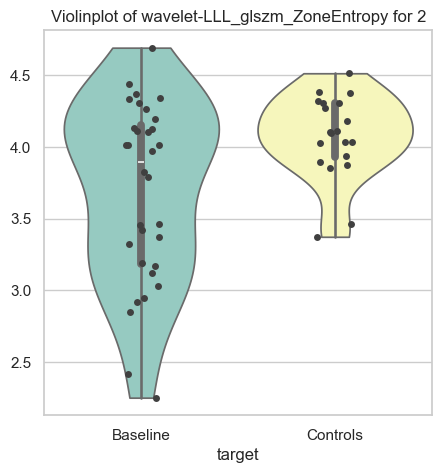 Violinplot of wavelet-LLL_glszm_ZoneEntropy for 2
4.5
4.0
3.5
3.0
2.5
Baseline
Controls
target